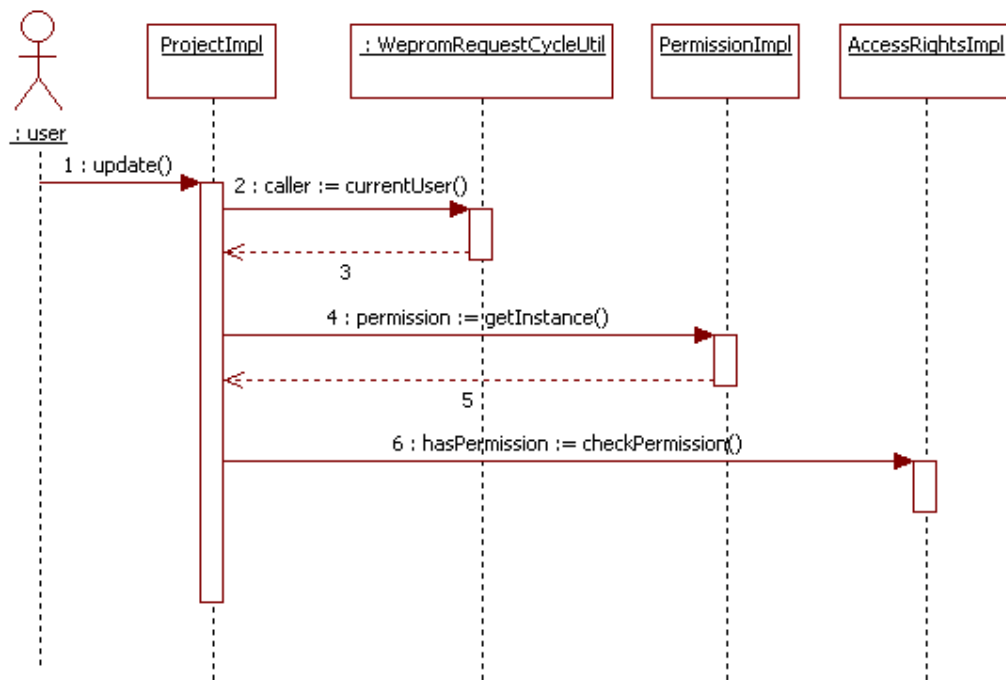 ProjectImpl
: WepromRequestCycleUtil
PermissionImpl
AccessRightsImpl
: user
1 : update()
2 : caller := currentUser()
3
4 : permission := getInstance()
5
6 : hasPermission := checkPermission()